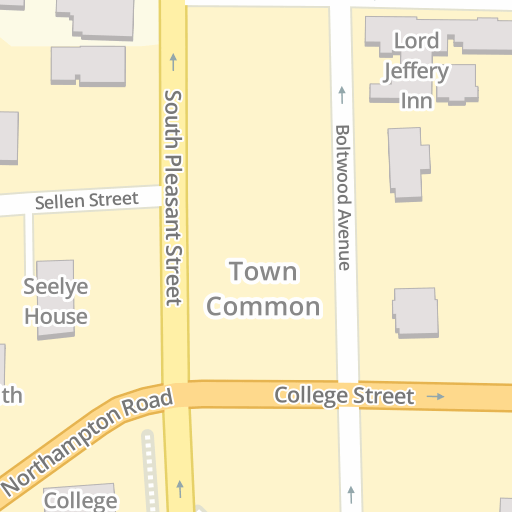 Lord
Jeffery
Inn
South Pleasant Street
Boltwood Avenue
Sellen Street
Town
Common
Seelye
House
th
College Street
Northampton Road
College